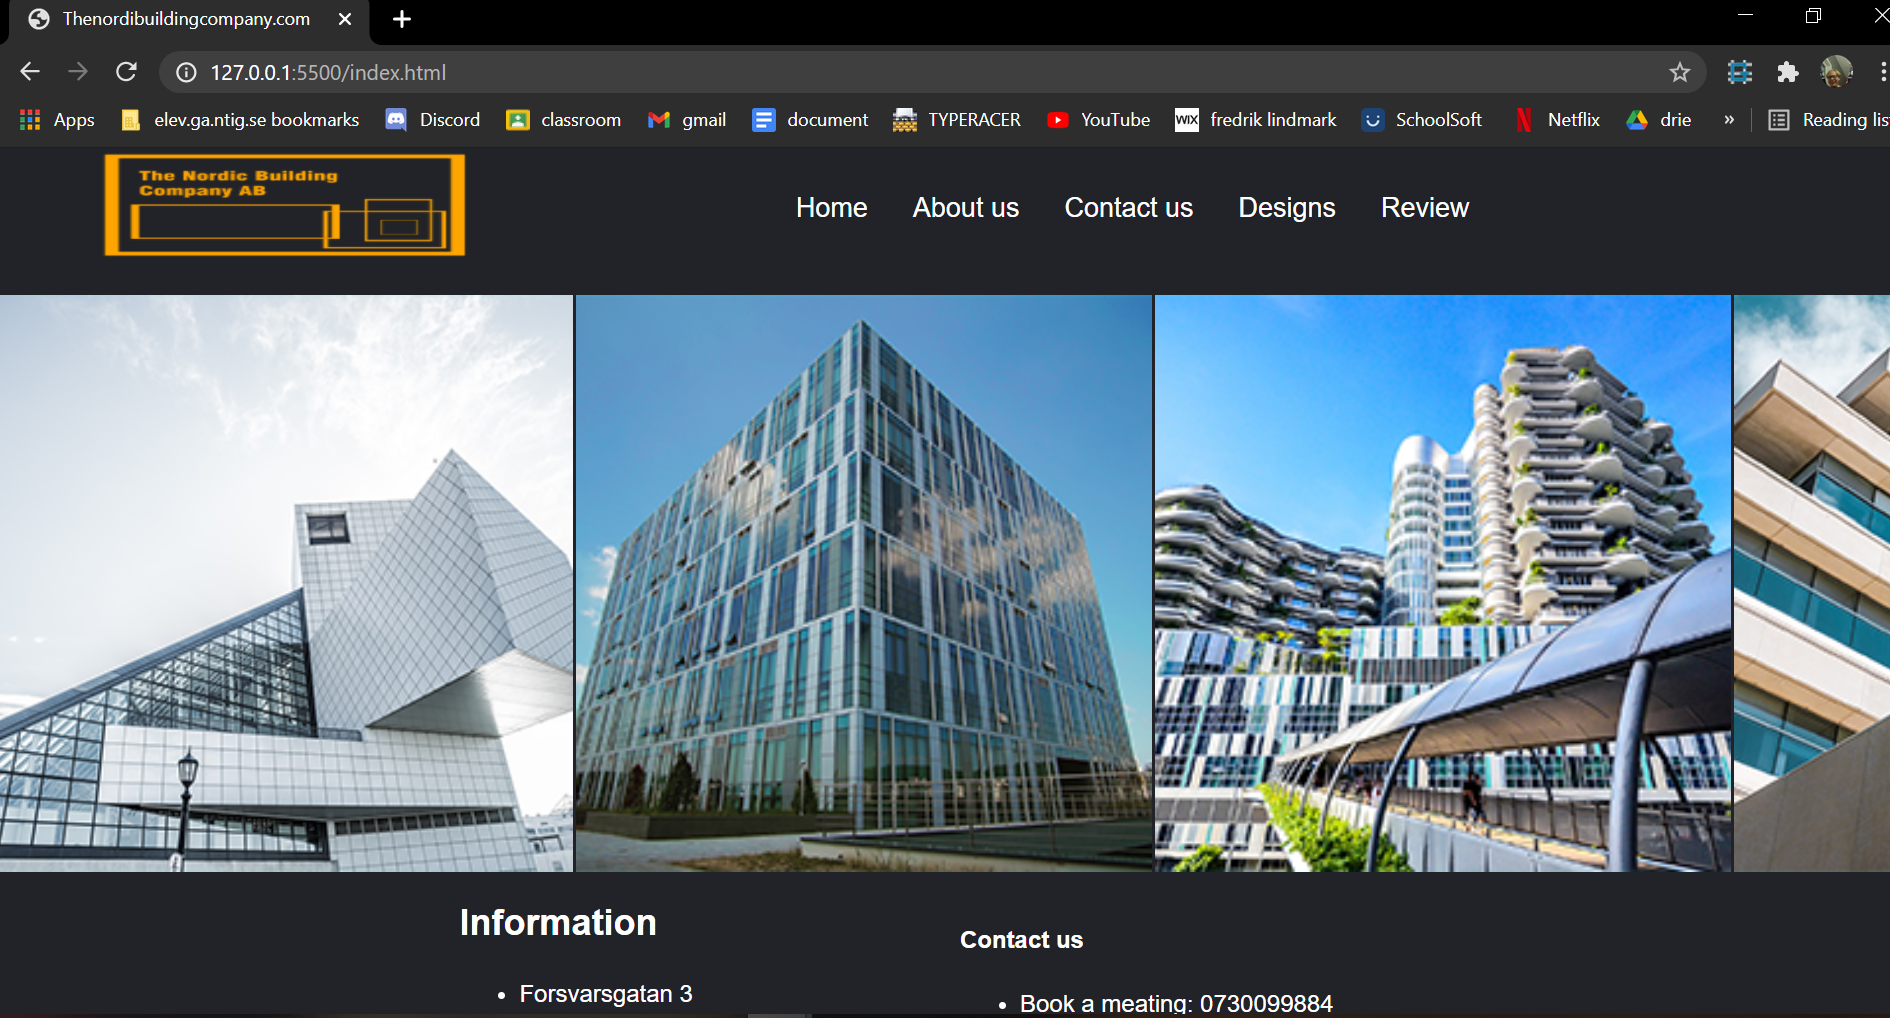 Thenordibuildingcompany.com
127.0.0.1:5500/index.html
Apps elev.ga.ntig.se bookmarks Discord classroom gmail document TYPERACER YouTube WIX fredrik lindmark SchoolSoft Netflix drie » Reading lis
The Nordic Building
Company AB
Home About us Contact us Designs Review
Information
Contact us
Forsvarsgatan 3
Book a meating: 0730099884